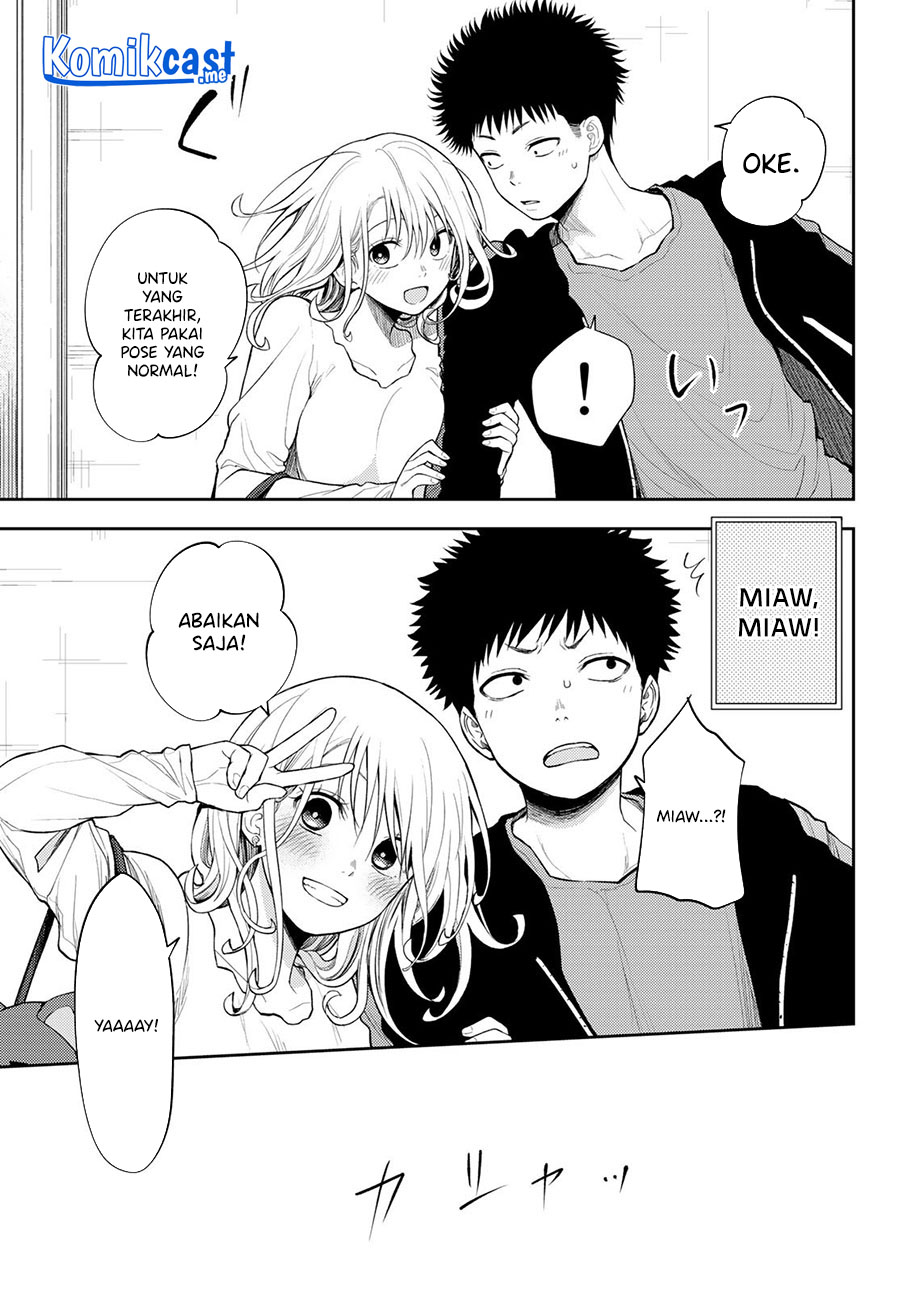 Komikcast
.me
OKE.
ぐ
UNTUK
YANG
TERAKHIR,
KITA PAKAI
POSE YANG
NORMAL!
!
いっ
MIAW,
MIAW!
ABAIKAN
SAJA!
MIAW...?!
YAAAAY!
カシャッ